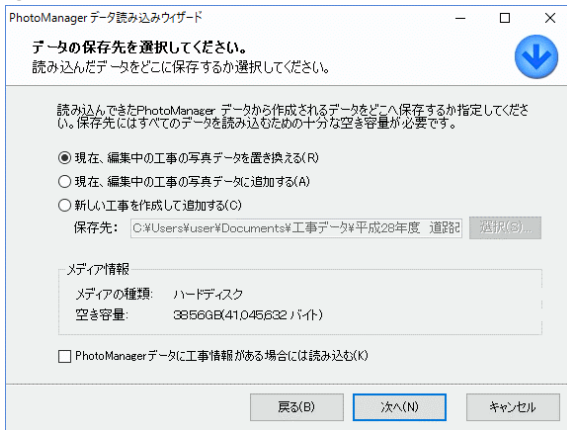 PhotoManager データ読み込みウィザード
データの保存先を選択してください。
読み込んだデータをどこに保存するか選択してください。
読み込んできたPhotoManager データから作成されるデータをどこへ保存するか指定してくださ
い。保存先にはすべてのデータを読み込むための十分な空き容量が必要です。
現在、編集中の工事の写真データを置き換える(R)
現在、編集中の工事の写真データに追加する(A)
新しい工事を作成して追加する(C)
保存先: C:¥Users¥user¥Documents¥工事データ¥平成28年度 道路 選択(S)...
メディア情報
メディアの種類: ハードディスク
空き容量: 38.56GB(41,045,632 バイト)
PhotoManagerデータに工事情報がある場合には読み込む(K)
戻る(B) 次へ(N) キャンセル